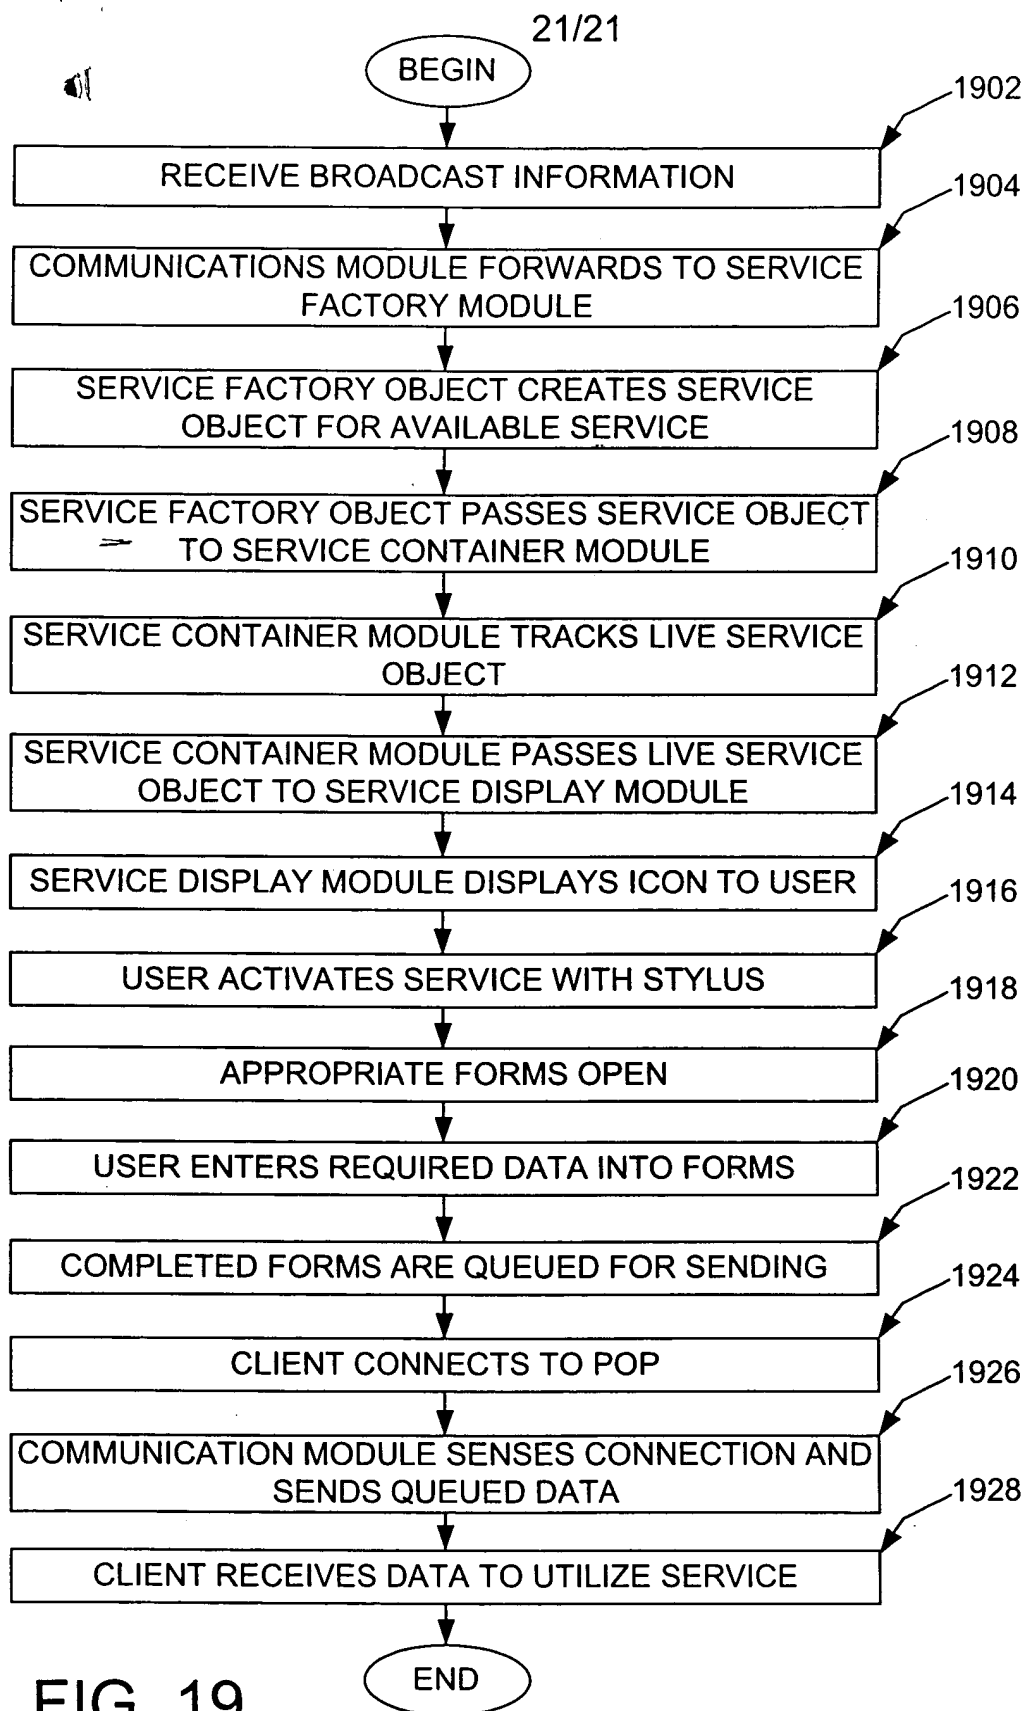 21/21
BEGIN
1902
RECEIVE BROADCAST INFORMATION
1904
COMMUNICATIONS MODULE FORWARDS TO SERVICE
FACTORY MODULE
1906
SERVICE FACTORY OBJECT CREATES SERVICE
OBJECT FOR AVAILABLE SERVICE
1908
SERVICE FACTORY OBJECT PASSES SERVICE OBJECT
TO SERVICE CONTAINER MODULE
1910
SERVICE CONTAINER MODULE TRACKS LIVE SERVICE
OBJECT
1912
SERVICE CONTAINER MODULE PASSES LIVE SERVICE
OBJECT TO SERVICE DISPLAY MODULE
1914
SERVICE DISPLAY MODULE DISPLAYS ICON TO USER
1916
USER ACTIVATES SERVICE WITH STYLUS
1918
APPROPRIATE FORMS OPEN
1920
USER ENTERS REQUIRED DATA INTO FORMS
1922
COMPLETED FORMS ARE QUEUED FOR SENDING
1924
CLIENT CONNECTS TO POP
1926
COMMUNICATION MODULE SENSES CONNECTION AND
SENDS QUEUED DATA
1928
CLIENT RECEIVES DATA TO UTILIZE SERVICE
END
FIG. 19